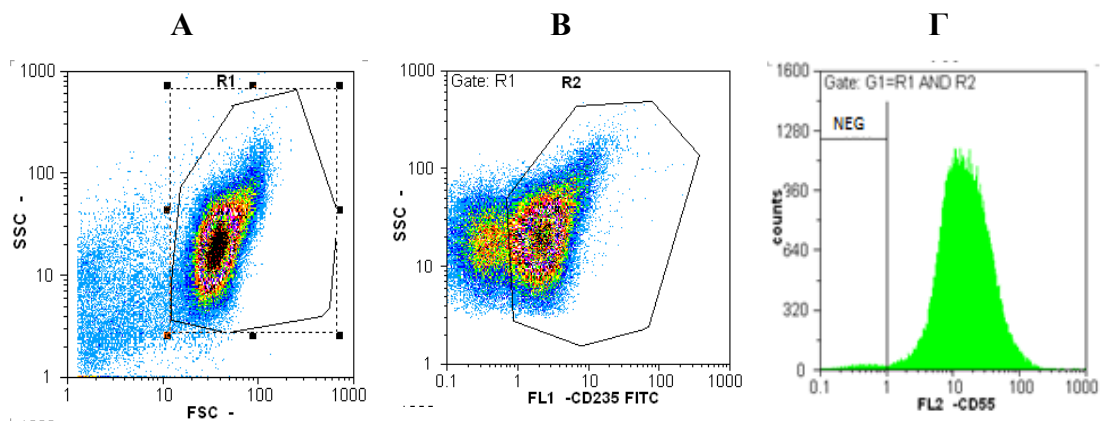 А В Г
R1
1000
100
10
1
SSC -
1 10 100 1000
FSC -
Gate: R1 R2
1000
100
10
1
SSC -
0.1 1 10 100 1000
FL1 -CD235 FITC
Gate: G1=R1 AND R2
NEG
1600
1280
960
640
320
0
counts
0.1 1 10 100 1000
FL2 -CD55